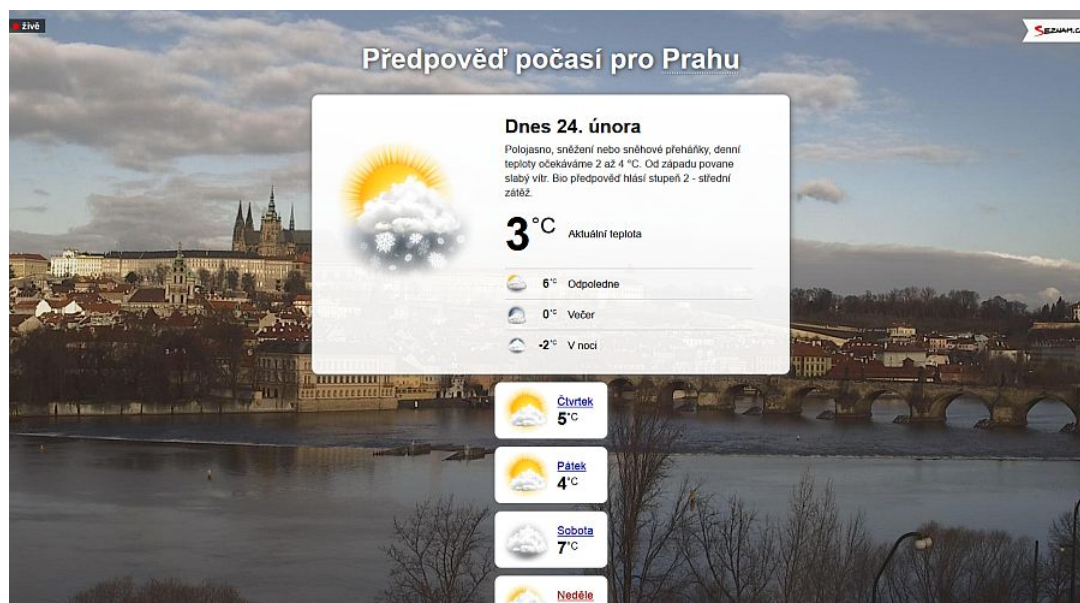 živě
SEZNAM.C
Předpověď počasí pro Prahu
Dnes 24. února
Polojasno, sněžení nebo sněhové přeháňky, denní
teploty očekáváme 2 až 4 °C. Od západu povane
slabý vítr. Bio předpověď hlásí stupeň 2 - střední
zátěž.
3°C Aktuální teplota
6°C Odpoledne
0°C Večer
-2°C V noci
Čtvrtek
5°C
Pátek
4°C
Sobota
7°C
Neděle